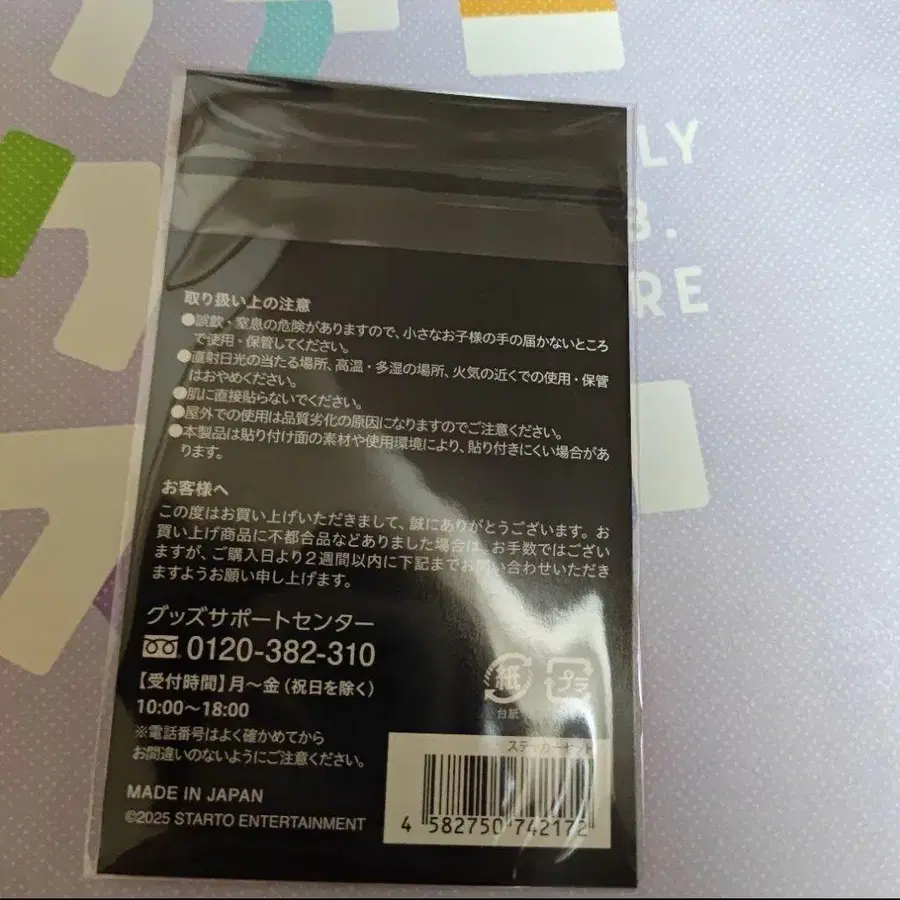 LY
B.
RE
取り扱い上の注意
●誤飲・窒息の危険がありますので、小さなお子様の手の届かないところ
で使用・保管してください。
●直射日光の当たる場所、高温・多湿の場所、火気の近くでの使用・保管
はおやめください。
●肌に直接貼らないでください。
●屋外での使用は品質劣化の原因になりますのでご注意ください。
●本製品は貼り付け面の素材や使用環境により、貼り付きにくい場合があ
ります。
お客様へ
この度はお買い上げいただきまして、誠にありがとうございます。お
買い上げ商品に不都合品などありました場合は、お手数ではござい
ますが、ご購入日より2週間以内に下記までお問い合わせいただき
ますようお願い申し上げます。
グッズサポートセンター
0120-382-310
【受付時間】月〜金（祝日を除く）
10:00〜18:00
※電話番号はよく確かめてから
お間違いのないようにご注意ください。
紙
プラ
台紙
MADE IN JAPAN
©2025 STARTO ENTERTAINMENT
ステッカーセット
4 582750 742172